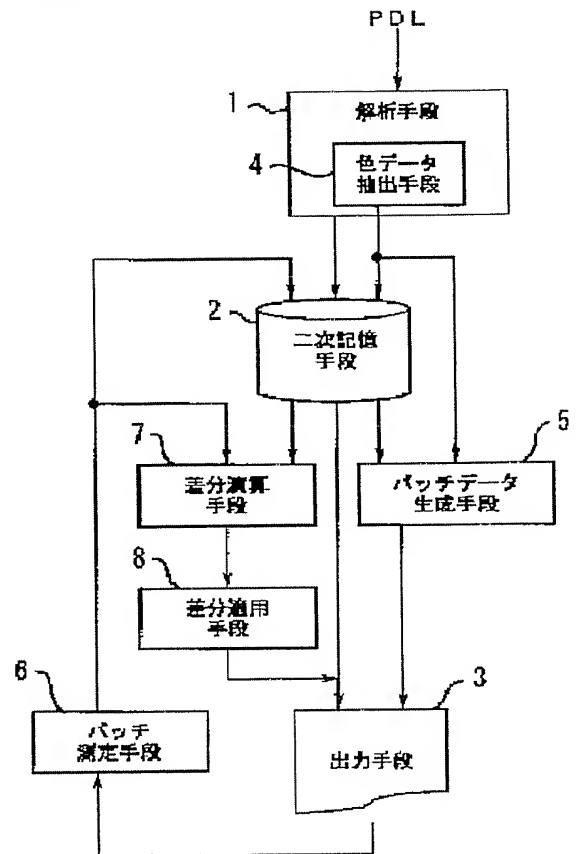 PDL
1
解析手段
4
色データ
抽出手段
2
二次記憶
手段
7
差分演算
手段
5
パッチデータ
生成手段
8
差分適用
手段
6
パッチ
測定手段
3
出力手段